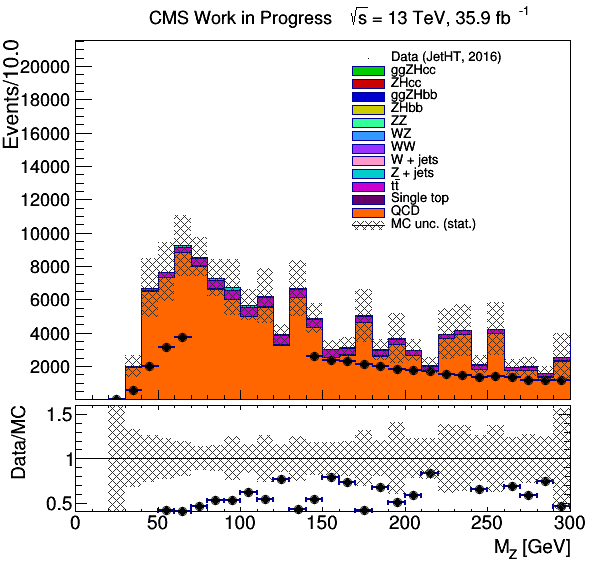 CMS Work in Progress √s = 13 TeV, 35.9 fb -1
Events/10.0
20000
18000
16000
14000
12000
10000
8000
6000
4000
2000
0
Data (JetHT, 2016)
ggZHcc
ZHcc
ggZHbb
ZHbb
ZZ
WZ
WW
W + jets
Z + jets
tt̄
Single top
QCD
MC unc. (stat.)
Data/MC
1.5
1
0.5
0 50 100 150 200 250 300
M_Z [GeV]